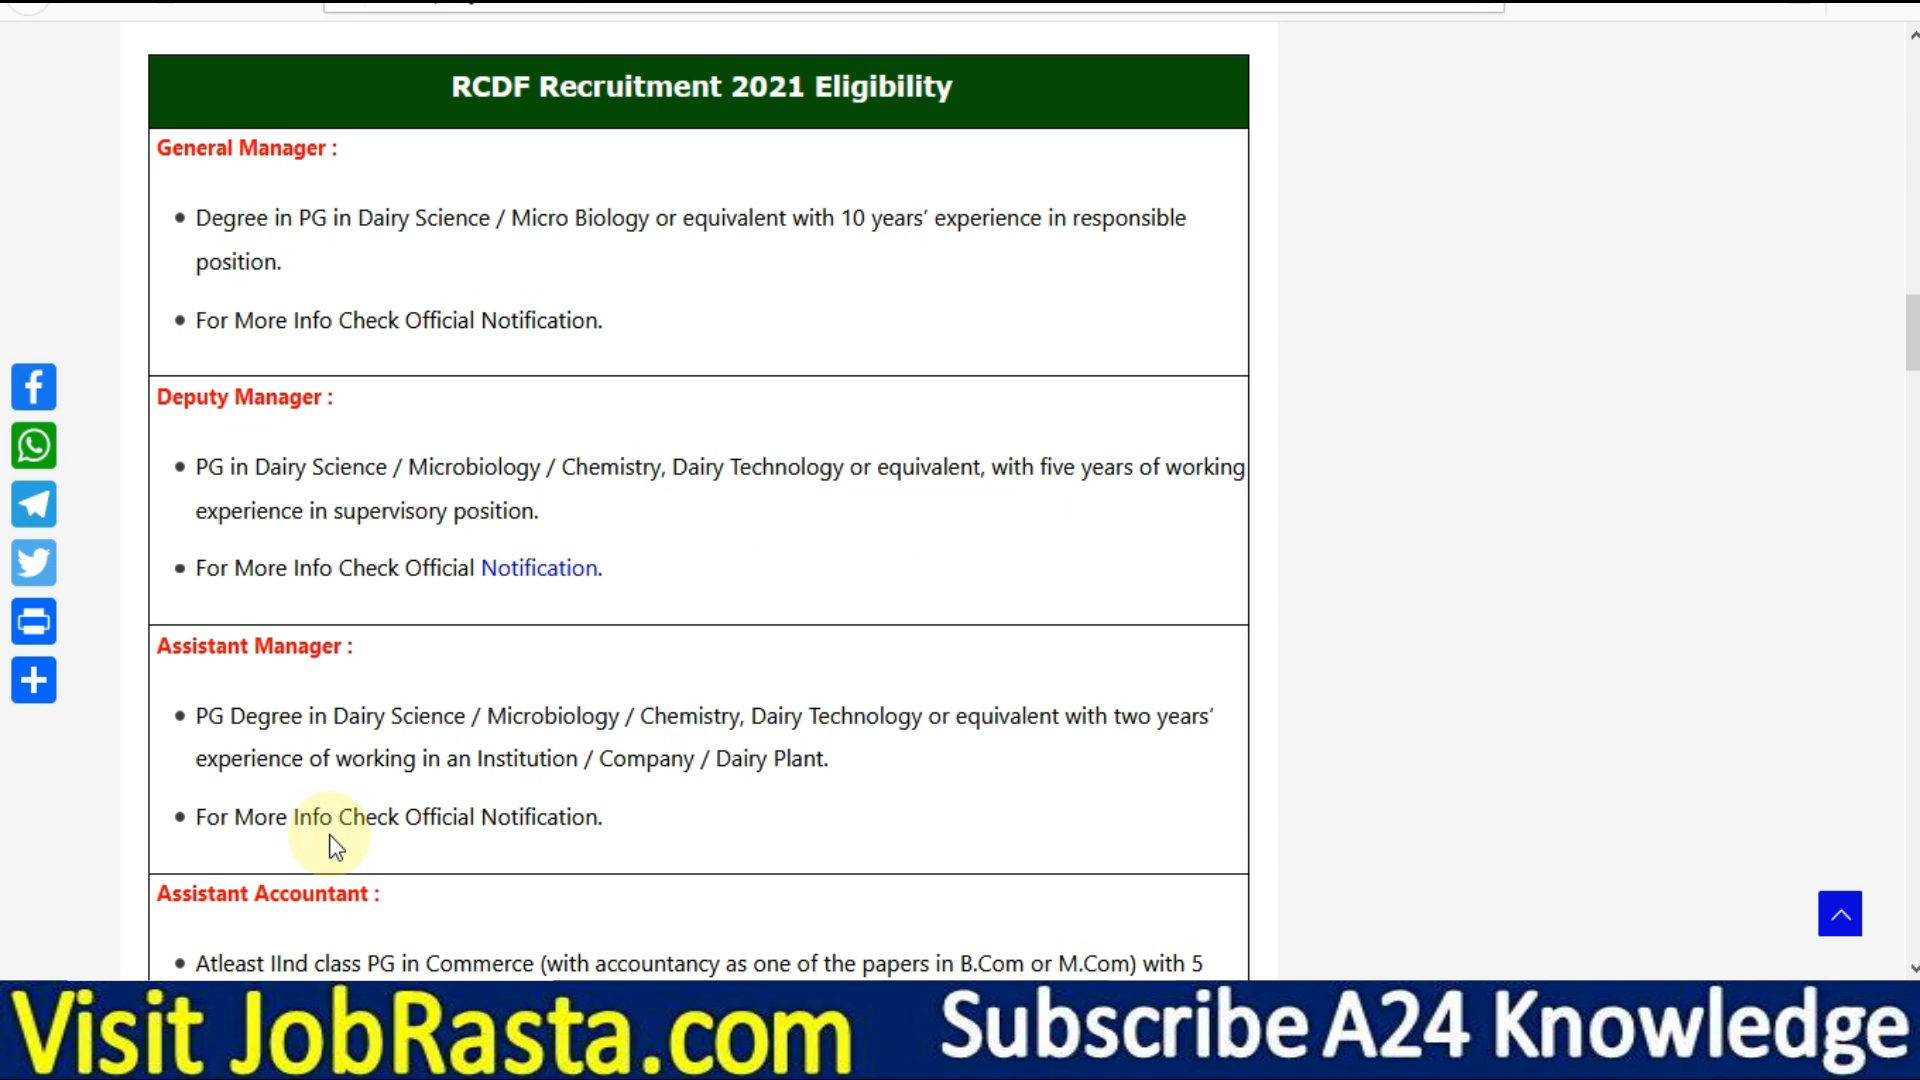 RCDF Recruitment 2021 Eligibility
General Manager :
Degree in PG in Dairy Science / Micro Biology or equivalent with 10 years’ experience in responsible
position.
For More Info Check Official Notification.
Deputy Manager :
PG in Dairy Science / Microbiology / Chemistry, Dairy Technology or equivalent, with five years of working
experience in supervisory position.
For More Info Check Official Notification.
Assistant Manager :
PG Degree in Dairy Science / Microbiology / Chemistry, Dairy Technology or equivalent with two years’
experience of working in an Institution / Company / Dairy Plant.
For More Info Check Official Notification.
Assistant Accountant :
Atleast IInd class PG in Commerce (with accountancy as one of the papers in B.Com or M.Com) with 5
Visit JobRasta.com
Subscribe A24 Knowledge